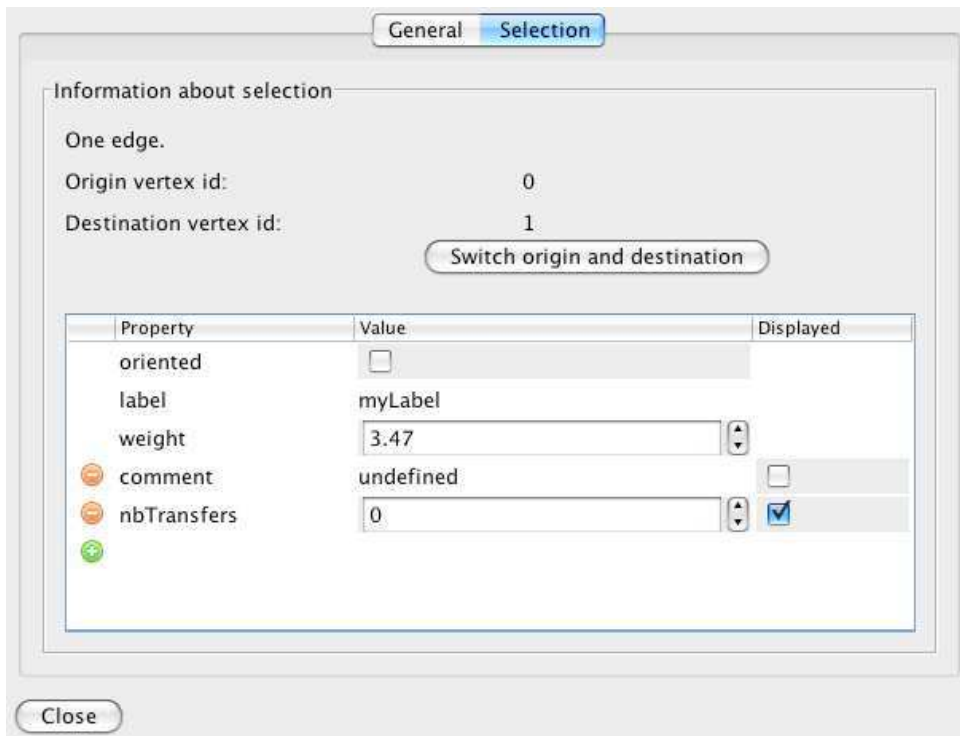 General Selection
Information about selection
One edge.
Origin vertex id: 0
Destination vertex id: 1
Switch origin and destination
Property Value Displayed
oriented
label myLabel
weight 3.47
comment undefined
nbTransfers 0
Close